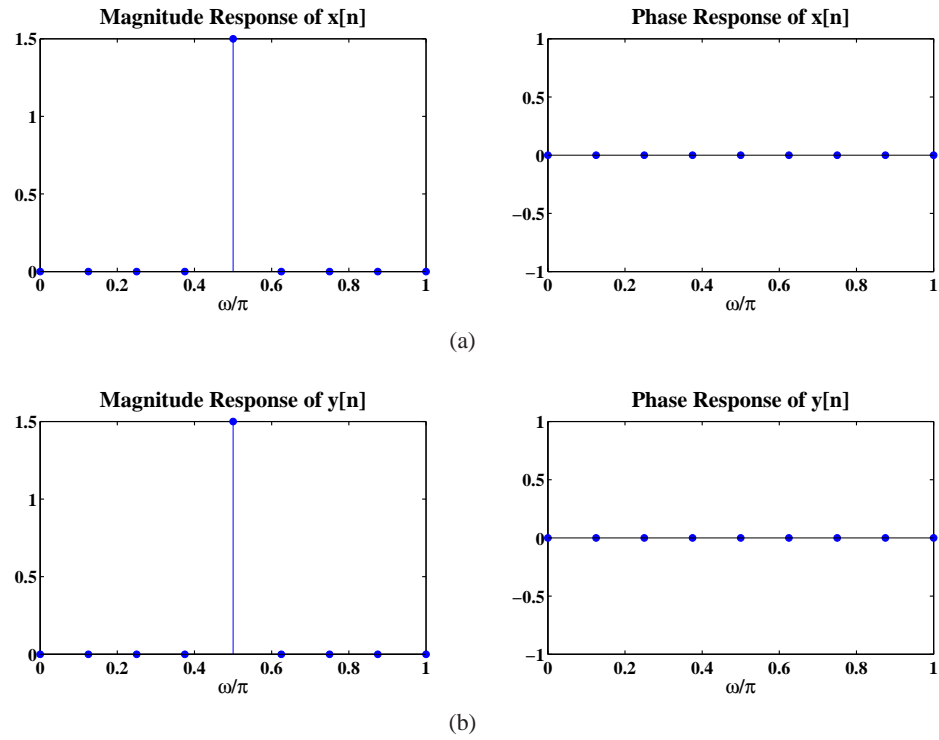 Magnitude Response of x[n]
1.5
1
0.5
0
0 0.2 0.4 0.6 0.8 1
ω/π
Phase Response of x[n]
1
0.5
0
−0.5
−1
0 0.2 0.4 0.6 0.8 1
ω/π
(a)
Magnitude Response of y[n]
1.5
1
0.5
0
0 0.2 0.4 0.6 0.8 1
ω/π
Phase Response of y[n]
1
0.5
0
−0.5
−1
0 0.2 0.4 0.6 0.8 1
ω/π
(b)